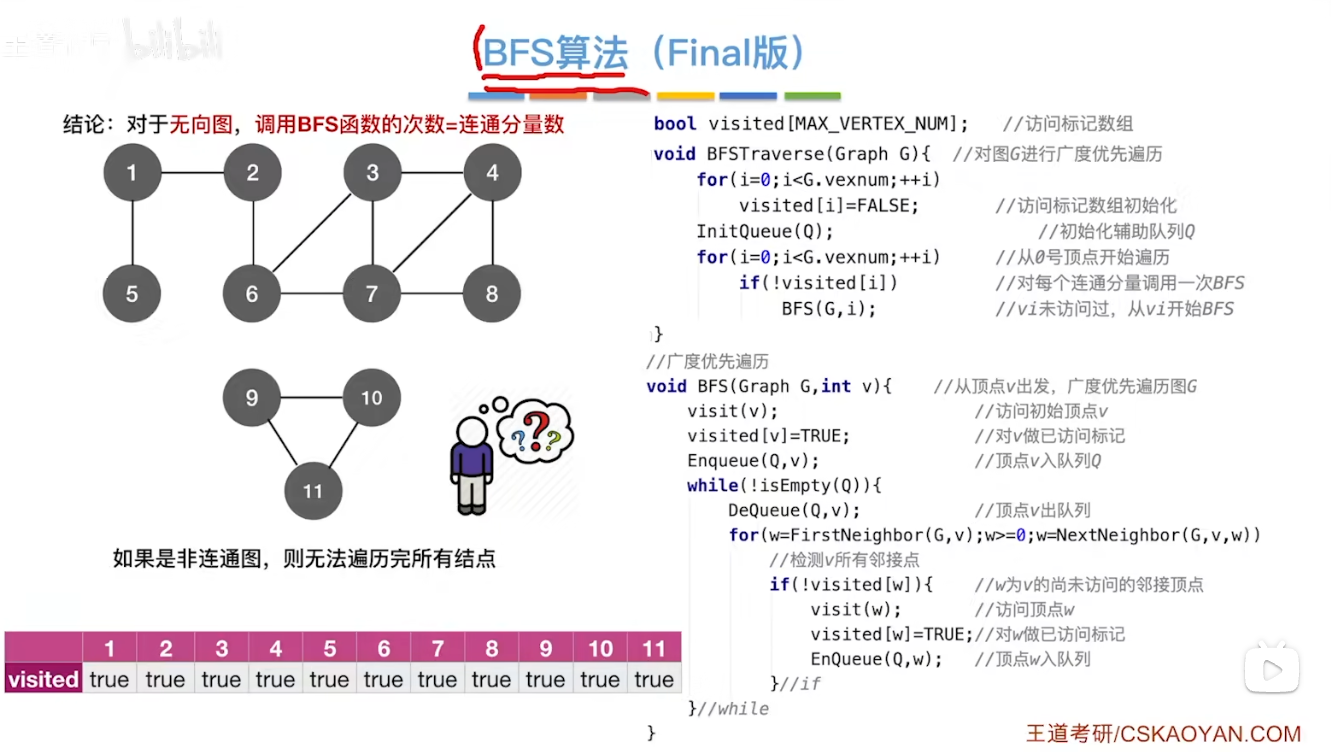 bilibili
BFS算法（Final版）
结论：对于无向图，调用BFS函数的次数=连通分量数
1 2 3 4
5 6 7 8
9 10
11
? ? ?
如果是非连通图，则无法遍历完所有结点
1 2 3 4 5 6 7 8 9 10 11
visited true true true true true true true true true true true
bool visited[MAX_VERTEX_NUM]; //访问标记数组
void BFSTraverse(Graph G){ //对图G进行广度优先遍历
for(i=0;i<G.vexnum;++i)
visited[i]=FALSE; //访问标记数组初始化
InitQueue(Q); //初始化辅助队列Q
for(i=0;i<G.vexnum;++i) //从0号顶点开始遍历
if(!visited[i]) //对每个连通分量调用一次BFS
BFS(G,i); //vi未访问过，从vi开始BFS
}
//广度优先遍历
void BFS(Graph G,int v){ //从顶点v出发，广度优先遍历图G
visit(v); //访问初始顶点v
visited[v]=TRUE; //对v做已访问标记
Enqueue(Q,v); //顶点v入队列Q
while(!isEmpty(Q)){
DeQueue(Q,v); //顶点v出队列
for(w=FirstNeighbor(G,v);w>=0;w=NextNeighbor(G,v,w))
//检测v所有邻接点
if(!visited[w]){ //w为v的尚未访问的邻接顶点
visit(w); //访问顶点w
visited[w]=TRUE;//对w做已访问标记
EnQueue(Q,w); //顶点w入队列
}//if
}//while
}
王道考研/CSKAOYAN.COM